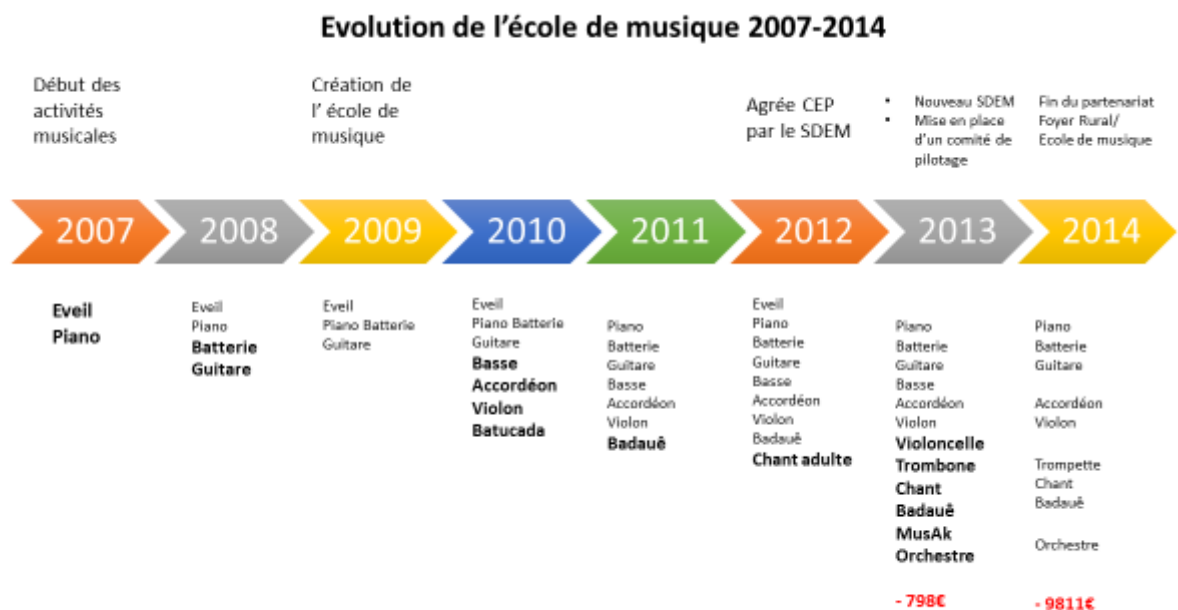 Evolution de l'école de musique 2007-2014
Début des
activités
musicales
Création de
l' école de
musique
Agrée CEP
par le SDEM
• Nouveau SDEM
• Mise en place
d'un comité de
pilotage
Fin du partenariat
Foyer Rural/
Ecole de musique
2007
2008
2009
2010
2011
2012
2013
2014
Eveil
Piano
Eveil
Piano
Batterie
Guitare
Eveil
Piano Batterie
Guitare
Eveil
Piano Batterie
Guitare
Basse
Accordéon
Violon
Batucada
Piano
Batterie
Guitare
Basse
Accordéon
Violon
Badauê
Eveil
Piano
Batterie
Guitare
Basse
Accordéon
Violon
Badauê
Chant adulte
Piano
Batterie
Guitare
Basse
Accordéon
Violon
Violoncelle
Trombone
Chant
Badauê
MusAk
Orchestre
- 798€
Piano
Batterie
Guitare
Accordéon
Violon
Trompette
Chant
Badauê
Orchestre
- 9811€